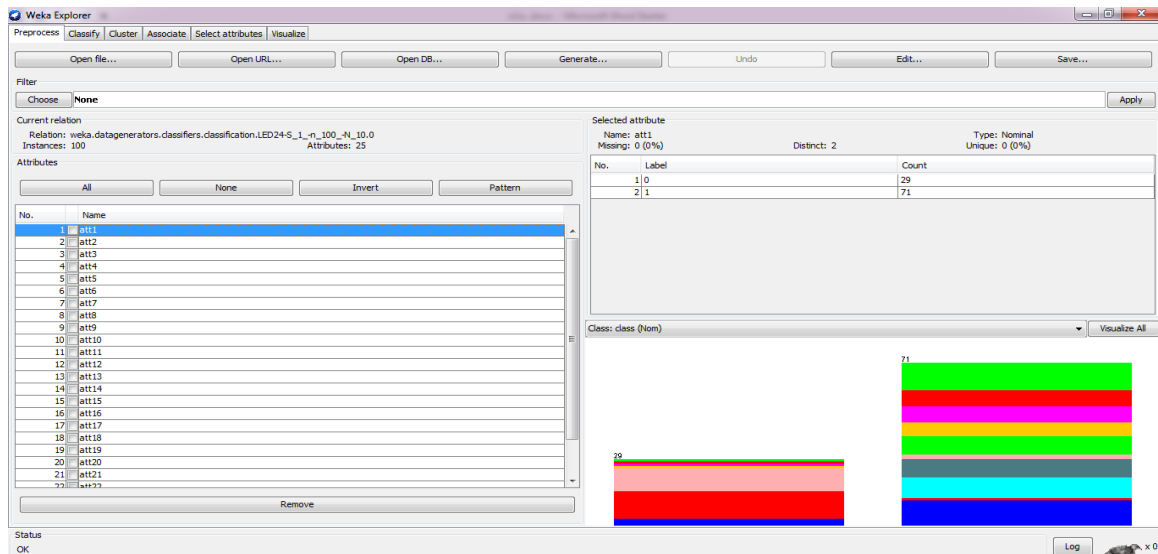 Weka Explorer
Preprocess Classify Cluster Associate Select attributes Visualize
Open file... Open URL... Open DB... Generate... Undo Edit... Save...
Filter
Choose None Apply
Current relation
Relation: weka.datagenerators.classifiers.classification.LED24-S_1_-n_100_-N_10.0
Instances: 100 Attributes: 25
Attributes
All None Invert Pattern
No. Name
1 att1
2 att2
3 att3
4 att4
5 att5
6 att6
7 att7
8 att8
9 att9
10 att10
11 att11
12 att12
13 att13
14 att14
15 att15
16 att16
17 att17
18 att18
19 att19
20 att20
21 att21
22 att22
Remove
Selected attribute
Name: att1 Type: Nominal
Missing: 0 (0%) Distinct: 2 Unique: 0 (0%)
No. Label Count
1 0 29
2 1 71
Class: class (Nom) Visualize All
71
29
Status
OK
Log x 0